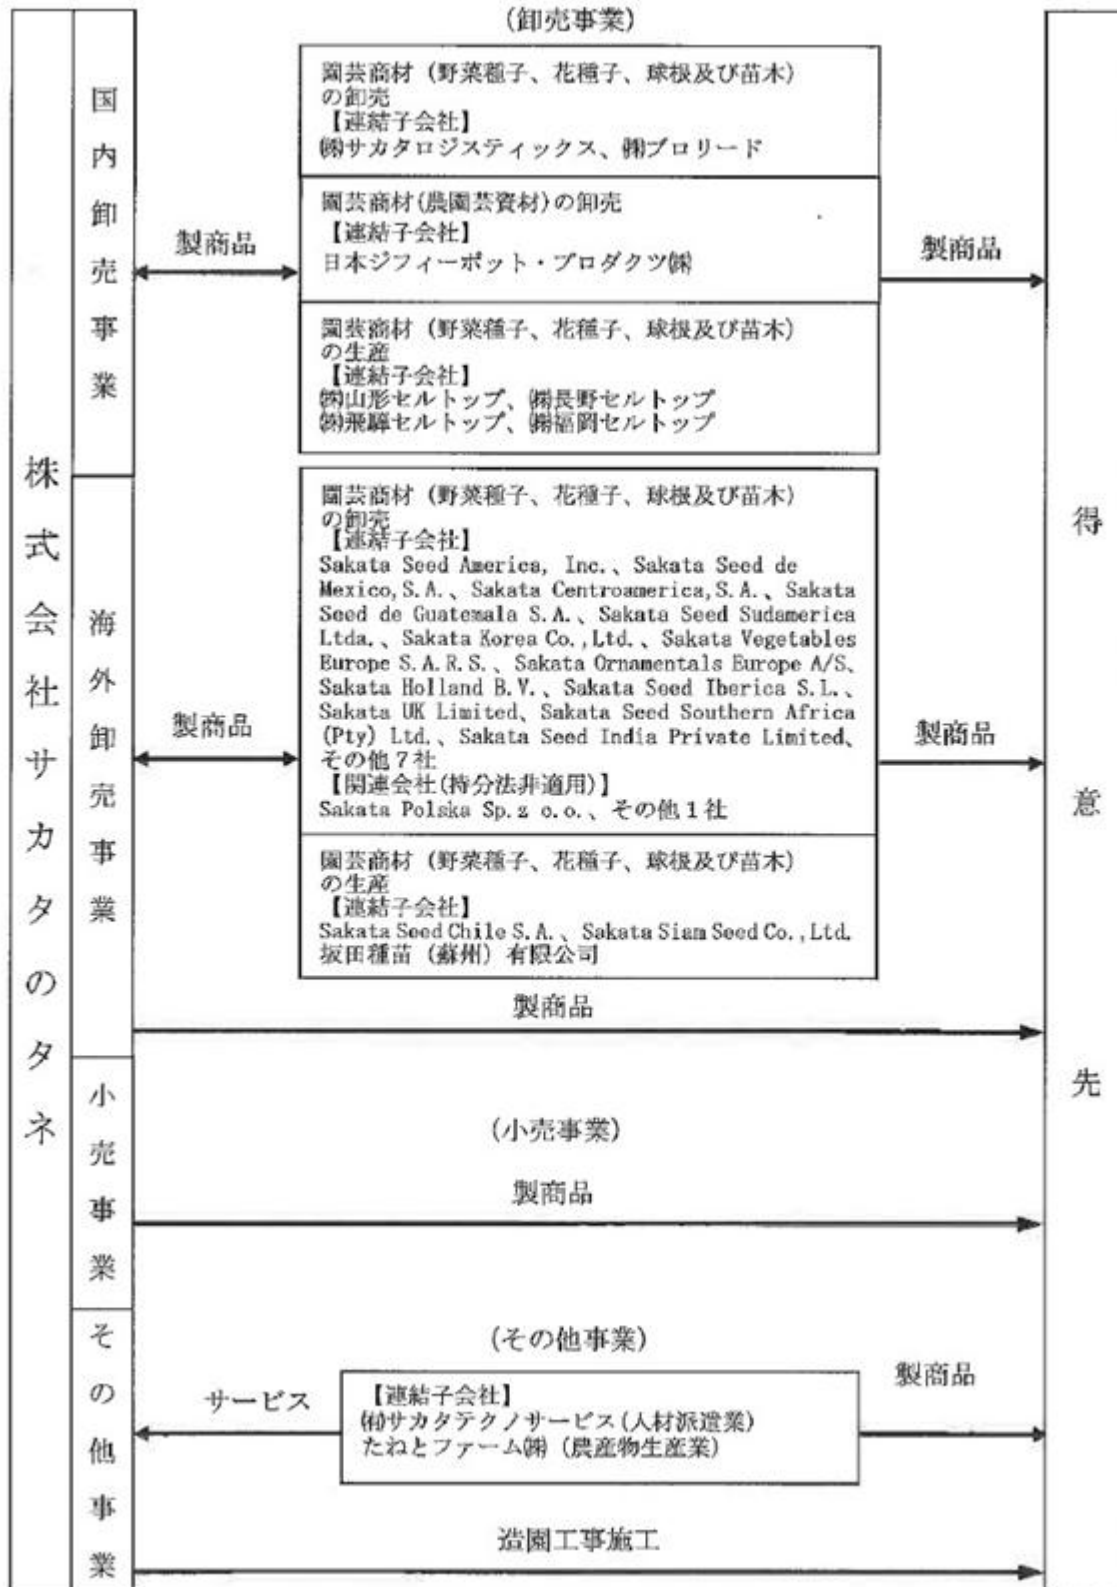 (卸売事業)
株式会社サカタのタネ
国内卸売事業
製商品
園芸商材（野菜種子、花種子、球根及び苗木）
の卸売
【連結子会社】
㈱サカタロジスティックス、㈱ブロリード
園芸商材(農園芸資材)の卸売
【連結子会社】
日本ジフィーポット・プロダクツ㈱
園芸商材（野菜種子、花種子、球根及び苗木）
の生産
【連結子会社】
㈱山形セルトップ、㈱長野セルトップ
㈱飛騨セルトップ、㈱福岡セルトップ
製商品
得意先
海外卸売事業
製商品
園芸商材（野菜種子、花種子、球根及び苗木）
の卸売
【連結子会社】
Sakata Seed America, Inc.、Sakata Seed de
Mexico,S.A.、Sakata Centroamerica,S.A.、Sakata
Seed de Guatemala S.A.、Sakata Seed Sudamerica
Ltda.、Sakata Korea Co.,Ltd.、Sakata Vegetables
Europe S.A.R.S.、Sakata Ornamentals Europe A/S、
Sakata Holland B.V.、Sakata Seed Iberica S.L.、
Sakata UK Limited、Sakata Seed Southern Africa
(Pty) Ltd.、Sakata Seed India Private Limited、
その他７社
【関連会社(持分法非適用)】
Sakata Polska Sp.z o.o.、その他１社
園芸商材（野菜種子、花種子、球根及び苗木）
の生産
【連結子会社】
Sakata Seed Chile S.A.、Sakata Siam Seed Co.,Ltd.
坂田種苗（蘇州）有限公司
製商品
製商品
小売事業
(小売事業)
製商品
その他事業
(その他事業)
サービス
【連結子会社】
㈲サカタテクノサービス(人材派遣業)
たねとファーム㈱（農産物生産業）
製商品
造園工事施工